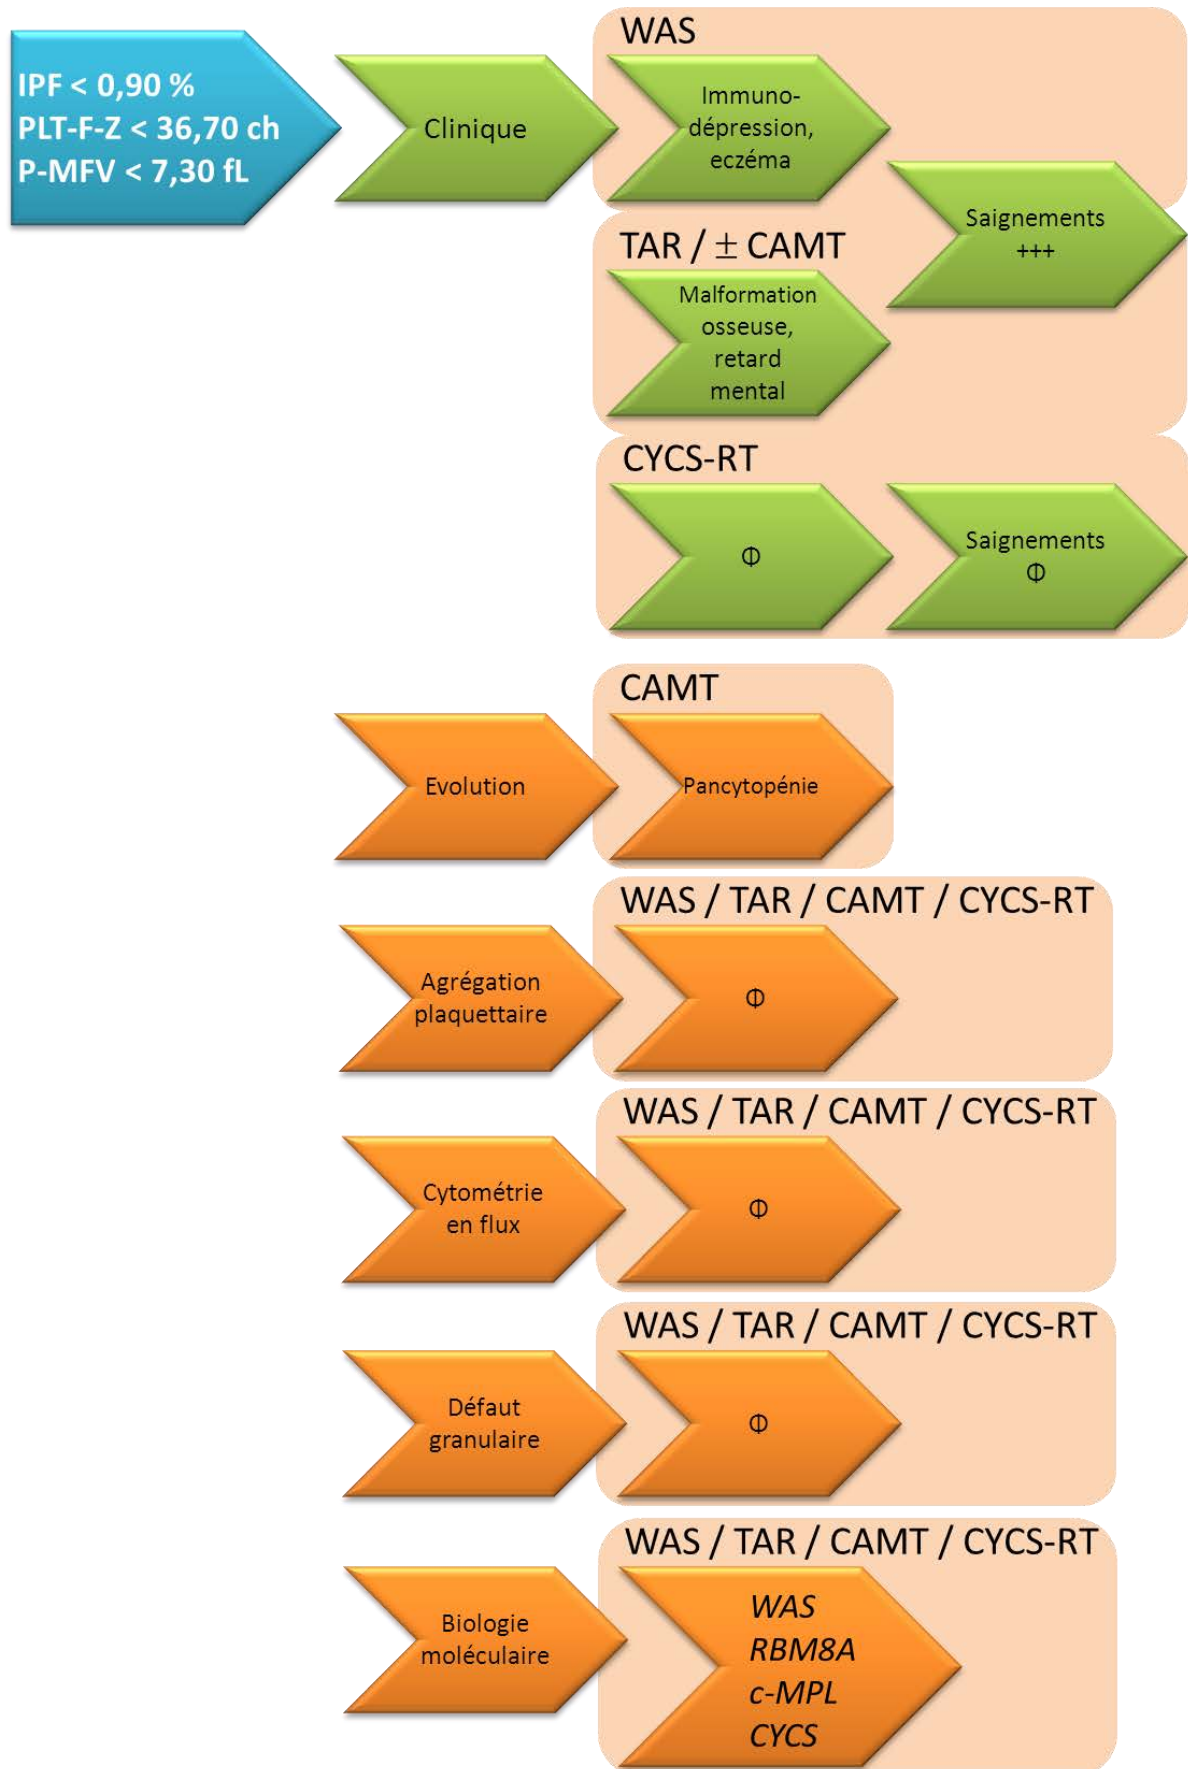 IPF < 0,90 %
PLT-F-Z < 36,70 ch
P-MFV < 7,30 fL
Clinique
WAS
Immuno-
dépression,
eczéma
Saignements
+++
TAR / ± CAMT
Malformation
osseuse,
retard
mental
CYCS-RT
Φ
Saignements
Φ
CAMT
Evolution
Pancytopénie
WAS / TAR / CAMT / CYCS-RT
Agrégation
plaquettaire
Φ
WAS / TAR / CAMT / CYCS-RT
Cytométrie
en flux
Φ
WAS / TAR / CAMT / CYCS-RT
Défaut
granulaire
Φ
WAS / TAR / CAMT / CYCS-RT
Biologie
moléculaire
WAS
RBM8A
c-MPL
CYCS